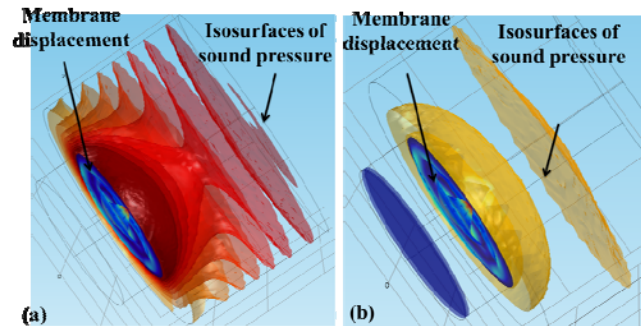 Membrane
displacement
Isosurfaces of
sound pressure
(a)
Membrane
displacement
Isosurfaces of
sound pressure
(b)